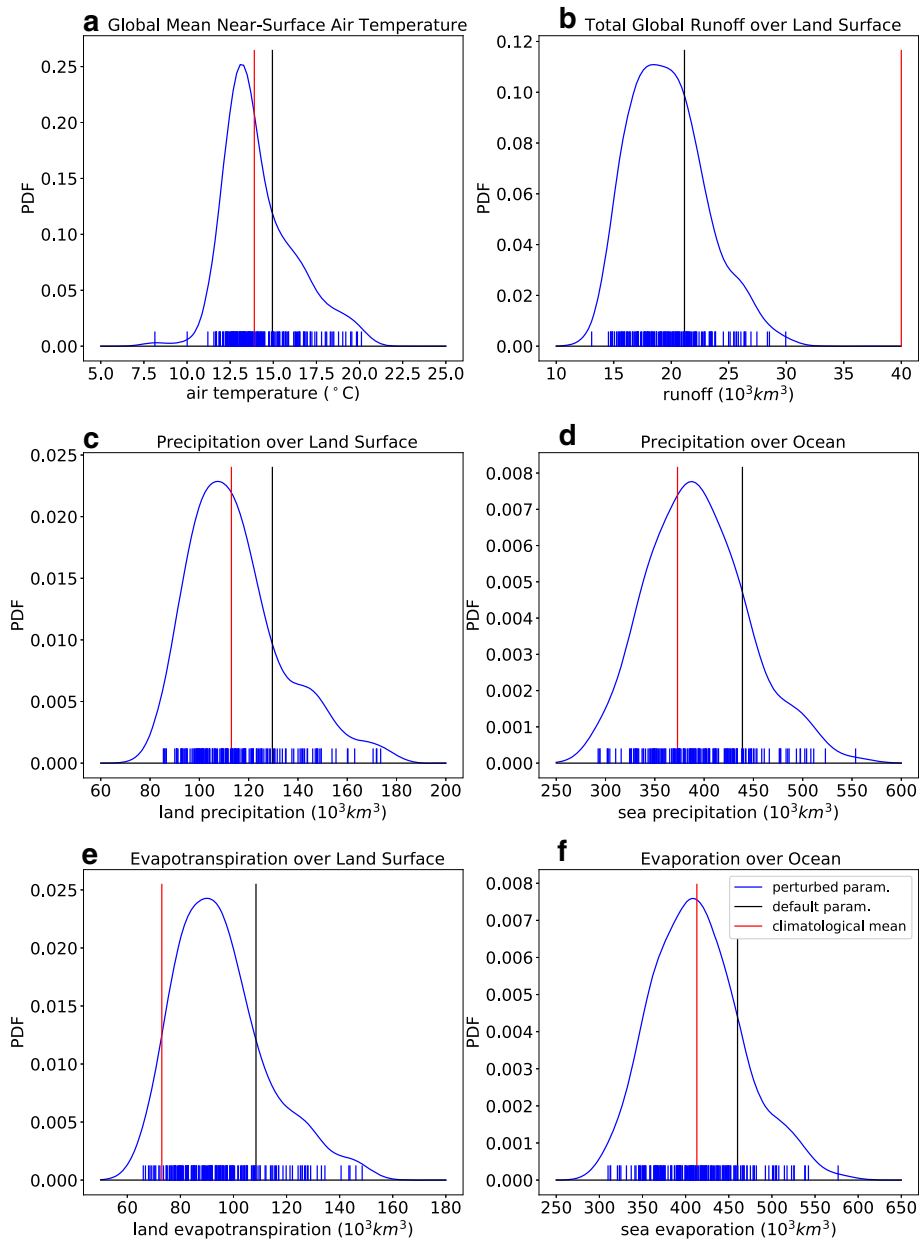 a Global Mean Near-Surface Air Temperature
PDF
0.25
0.20
0.15
0.10
0.05
0.00
5.0 7.5 10.0 12.5 15.0 17.5 20.0 22.5 25.0
air temperature (°C)
b Total Global Runoff over Land Surface
PDF
0.12
0.10
0.08
0.06
0.04
0.02
0.00
10 15 20 25 30 35 40
runoff (10³km³)
c Precipitation over Land Surface
PDF
0.025
0.020
0.015
0.010
0.005
0.000
60 80 100 120 140 160 180 200
land precipitation (10³km³)
d Precipitation over Ocean
PDF
0.008
0.007
0.006
0.005
0.004
0.003
0.002
0.001
0.000
250 300 350 400 450 500 550 600
sea precipitation (10³km³)
e Evapotranspiration over Land Surface
PDF
0.025
0.020
0.015
0.010
0.005
0.000
60 80 100 120 140 160 180
land evapotranspiration (10³km³)
f Evaporation over Ocean
perturbed param.
default param.
climatological mean
PDF
0.008
0.007
0.006
0.005
0.004
0.003
0.002
0.001
0.000
250 300 350 400 450 500 550 600 650
sea evaporation (10³km³)